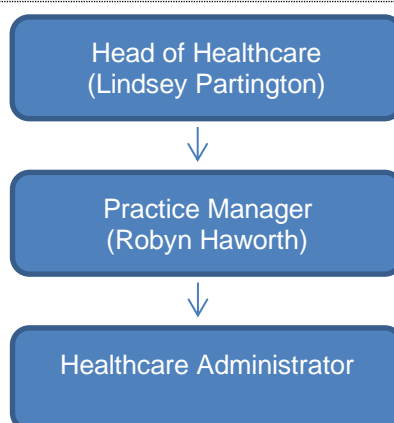 Head of Healthcare
(Lindsey Partington)
Practice Manager
(Robyn Haworth)
Healthcare Administrator